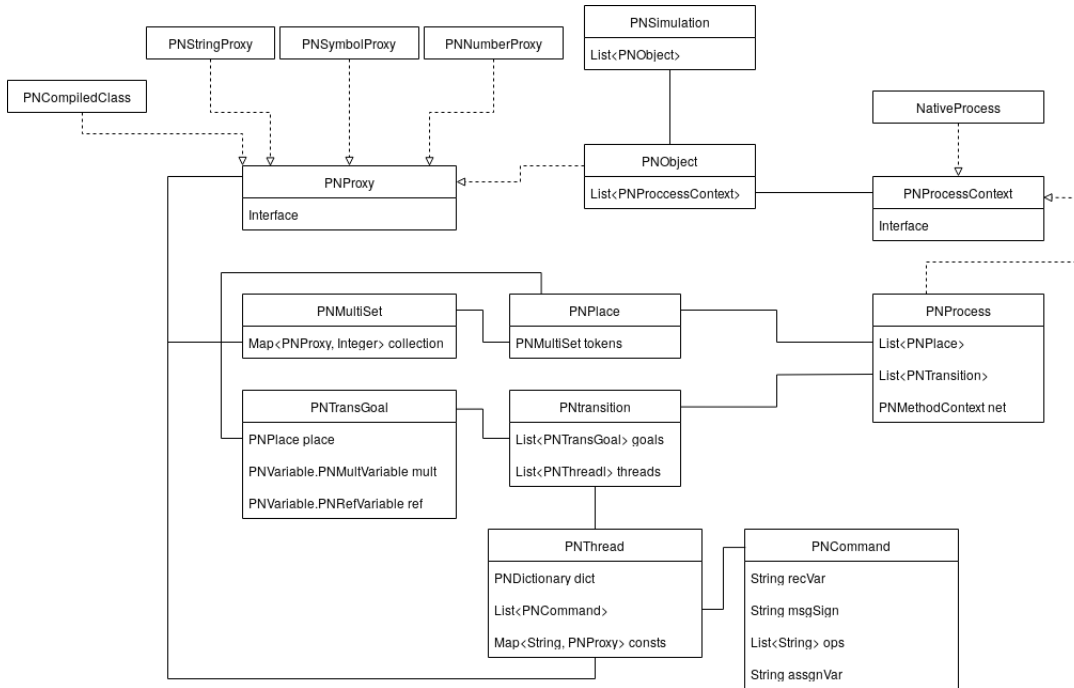 PNSimulation
List<PNObject>
PNStringProxy
PNSymbolProxy
PNNumberProxy
PNCompiledClass
NativeProcess
PNObject
List<PNProccessContext>
PNProxy
Interface
PNProcessContext
Interface
PNMultiSet
Map<PNProxy, Integer> collection
PNPlace
PNMultiSet tokens
PNProcess
List<PNPlace>
List<PNTransition>
PNMethodContext net
PNTransGoal
PNPlace place
PNVariable.PNMultVariable mult
PNVariable.PNRefVariable ref
PNtransition
List<PNTransGoal> goals
List<PNThreadl> threads
PNThread
PNDictionary dict
List<PNCommand>
Map<String, PNProxy> consts
PNCommand
String recVar
String msgSign
List<String> ops
String assgnVar